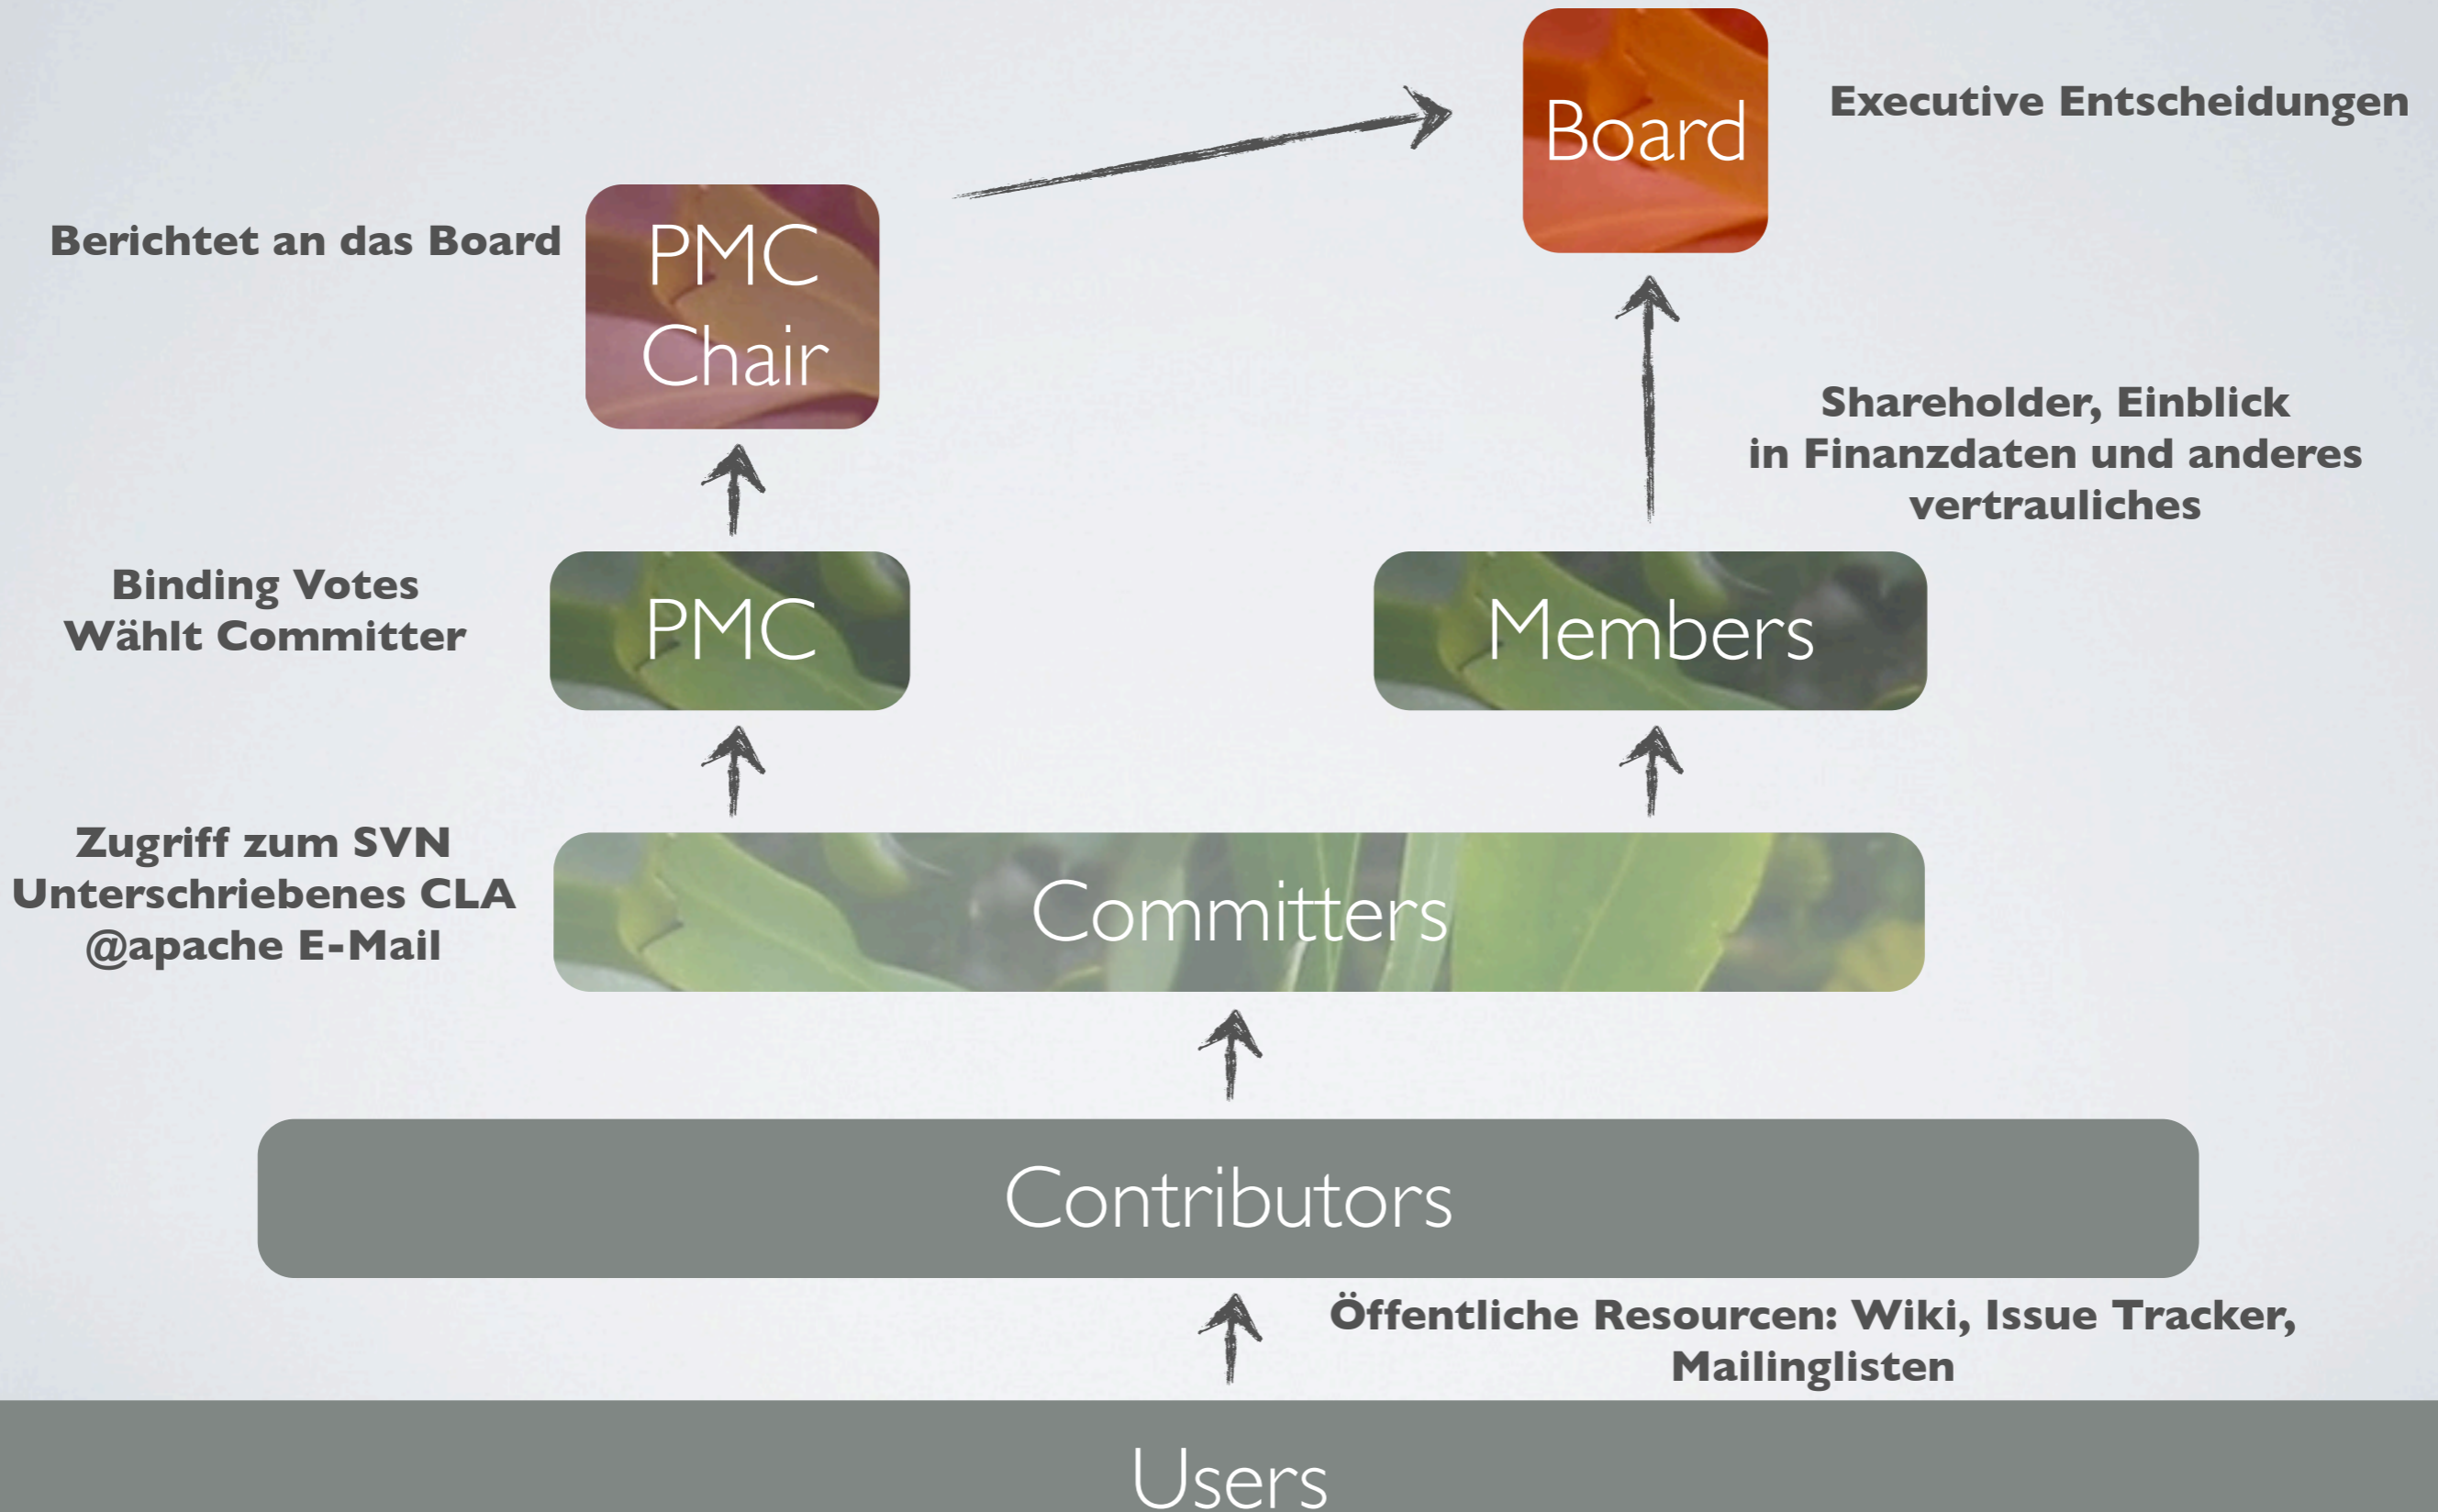 Board
Executive Entscheidungen
Berichtet an das Board
PMC
Chair
Shareholder, Einblick
in Finanzdaten und anderes
vertrauliches
Binding Votes
Wählt Committer
PMC
Members
Zugriff zum SVN
Unterschriebenes CLA
@apache E-Mail
Committers
Contributors
Öffentliche Resourcen: Wiki, Issue Tracker,
Mailinglisten
Users